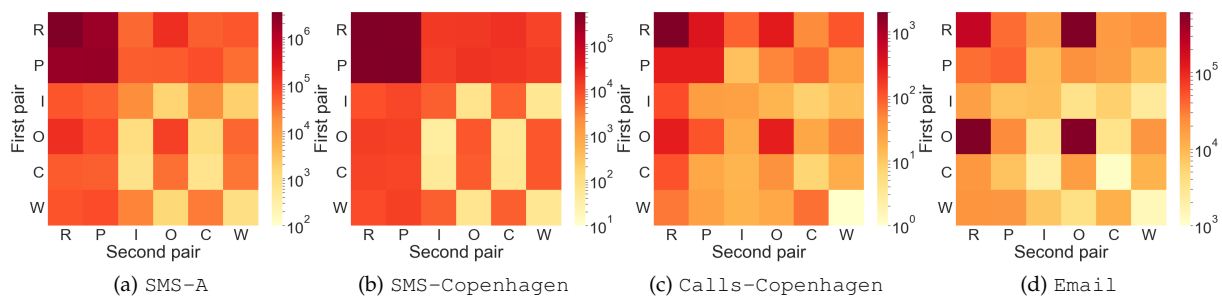 First pair
R
P
I
O
C
W
R P I O C W
Second pair
10^6
10^5
10^4
10^3
10^2
(a) SMS-A
First pair
R
P
I
O
C
W
R P I O C W
Second pair
10^5
10^4
10^3
10^2
10^1
(b) SMS-Copenhagen
First pair
R
P
I
O
C
W
R P I O C W
Second pair
10^3
10^2
10^1
10^0
(c) Calls-Copenhagen
First pair
R
P
I
O
C
W
R P I O C W
Second pair
10^5
10^4
10^3
(d) Email